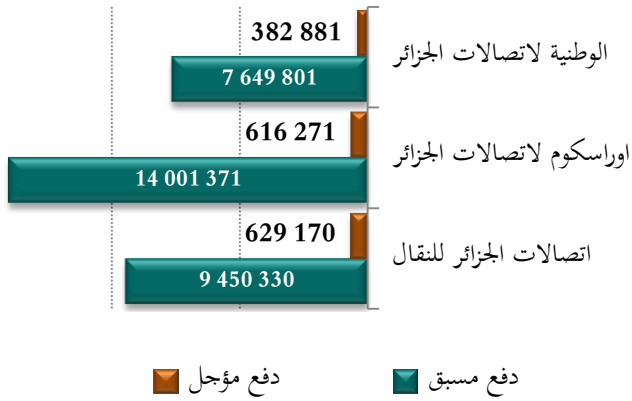 382 881
الوطنية لاتصالات الجزائر
7 649 801
616 271
اوراسكوم لاتصالات الجزائر
14 001 371
629 170
اتصالات الجزائر للنقال
9 450 330
دفع مسبق
دفع مؤجل